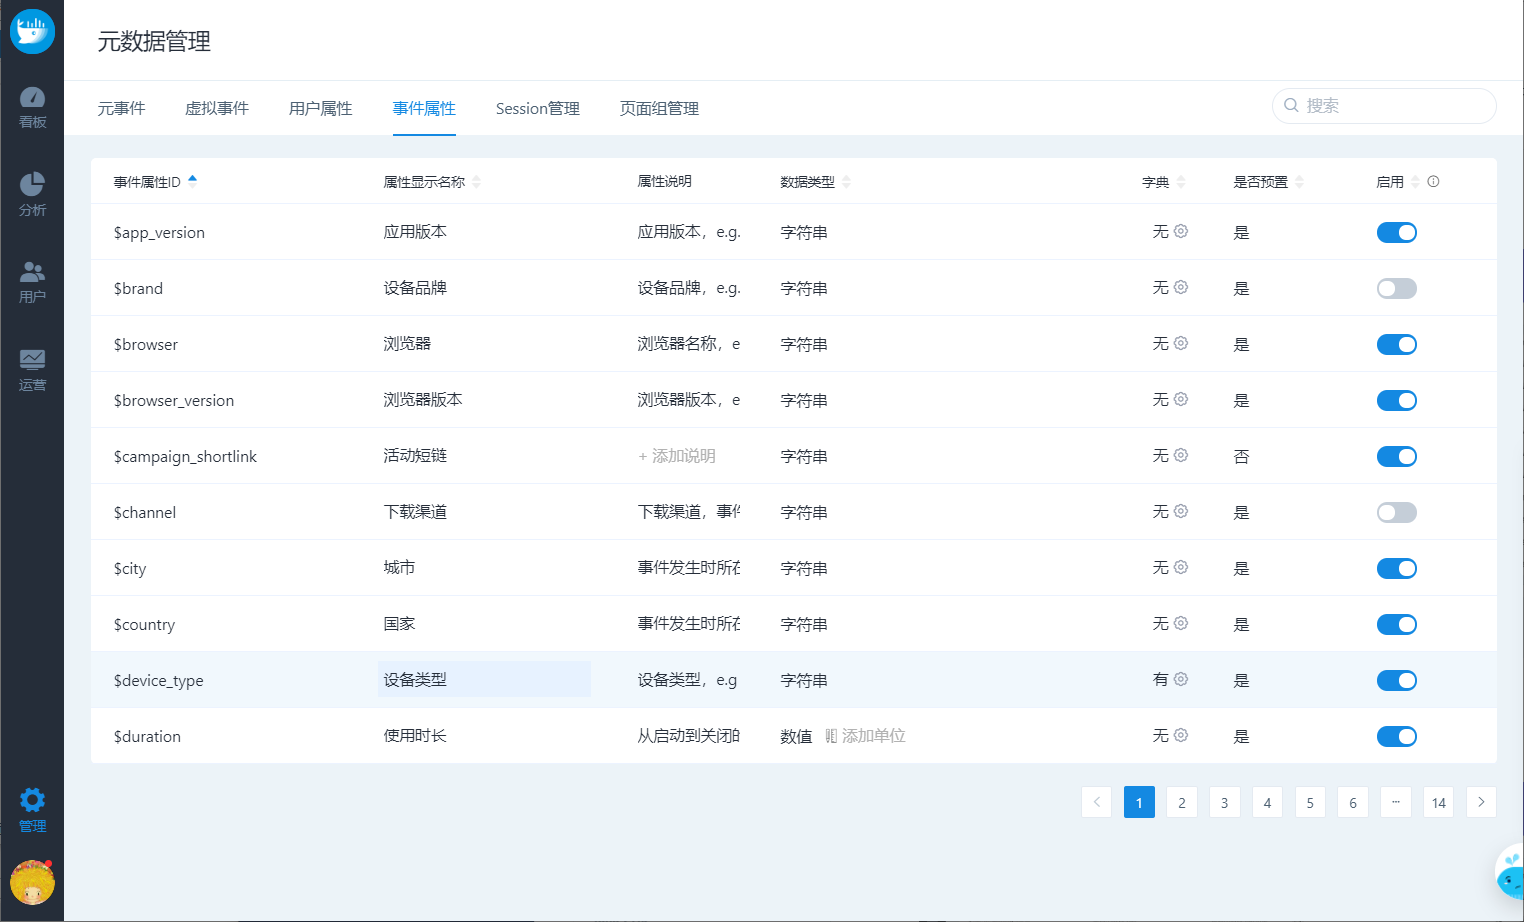 元数据管理
元事件 虚拟事件 用户属性 事件属性 Session管理 页面组管理 搜索
看板
分析
用户
运营
管理
事件属性ID 属性显示名称 属性说明 数据类型 字典 是否预置 启用
$app_version 应用版本 应用版本，e.g. 字符串 无 是
$brand 设备品牌 设备品牌，e.g. 字符串 无 是
$browser 浏览器 浏览器名称，e 字符串 无 是
$browser_version 浏览器版本 浏览器版本，e 字符串 无 是
$campaign_shortlink 活动短链 + 添加说明 字符串 无 否
$channel 下载渠道 下载渠道，事件 字符串 无 是
$city 城市 事件发生时所在 字符串 无 是
$country 国家 事件发生时所在 字符串 无 是
$device_type 设备类型 设备类型，e.g 字符串 有 是
$duration 使用时长 从启动到关闭的 数值 添加单位 无 是
1 2 3 4 5 6 ··· 14